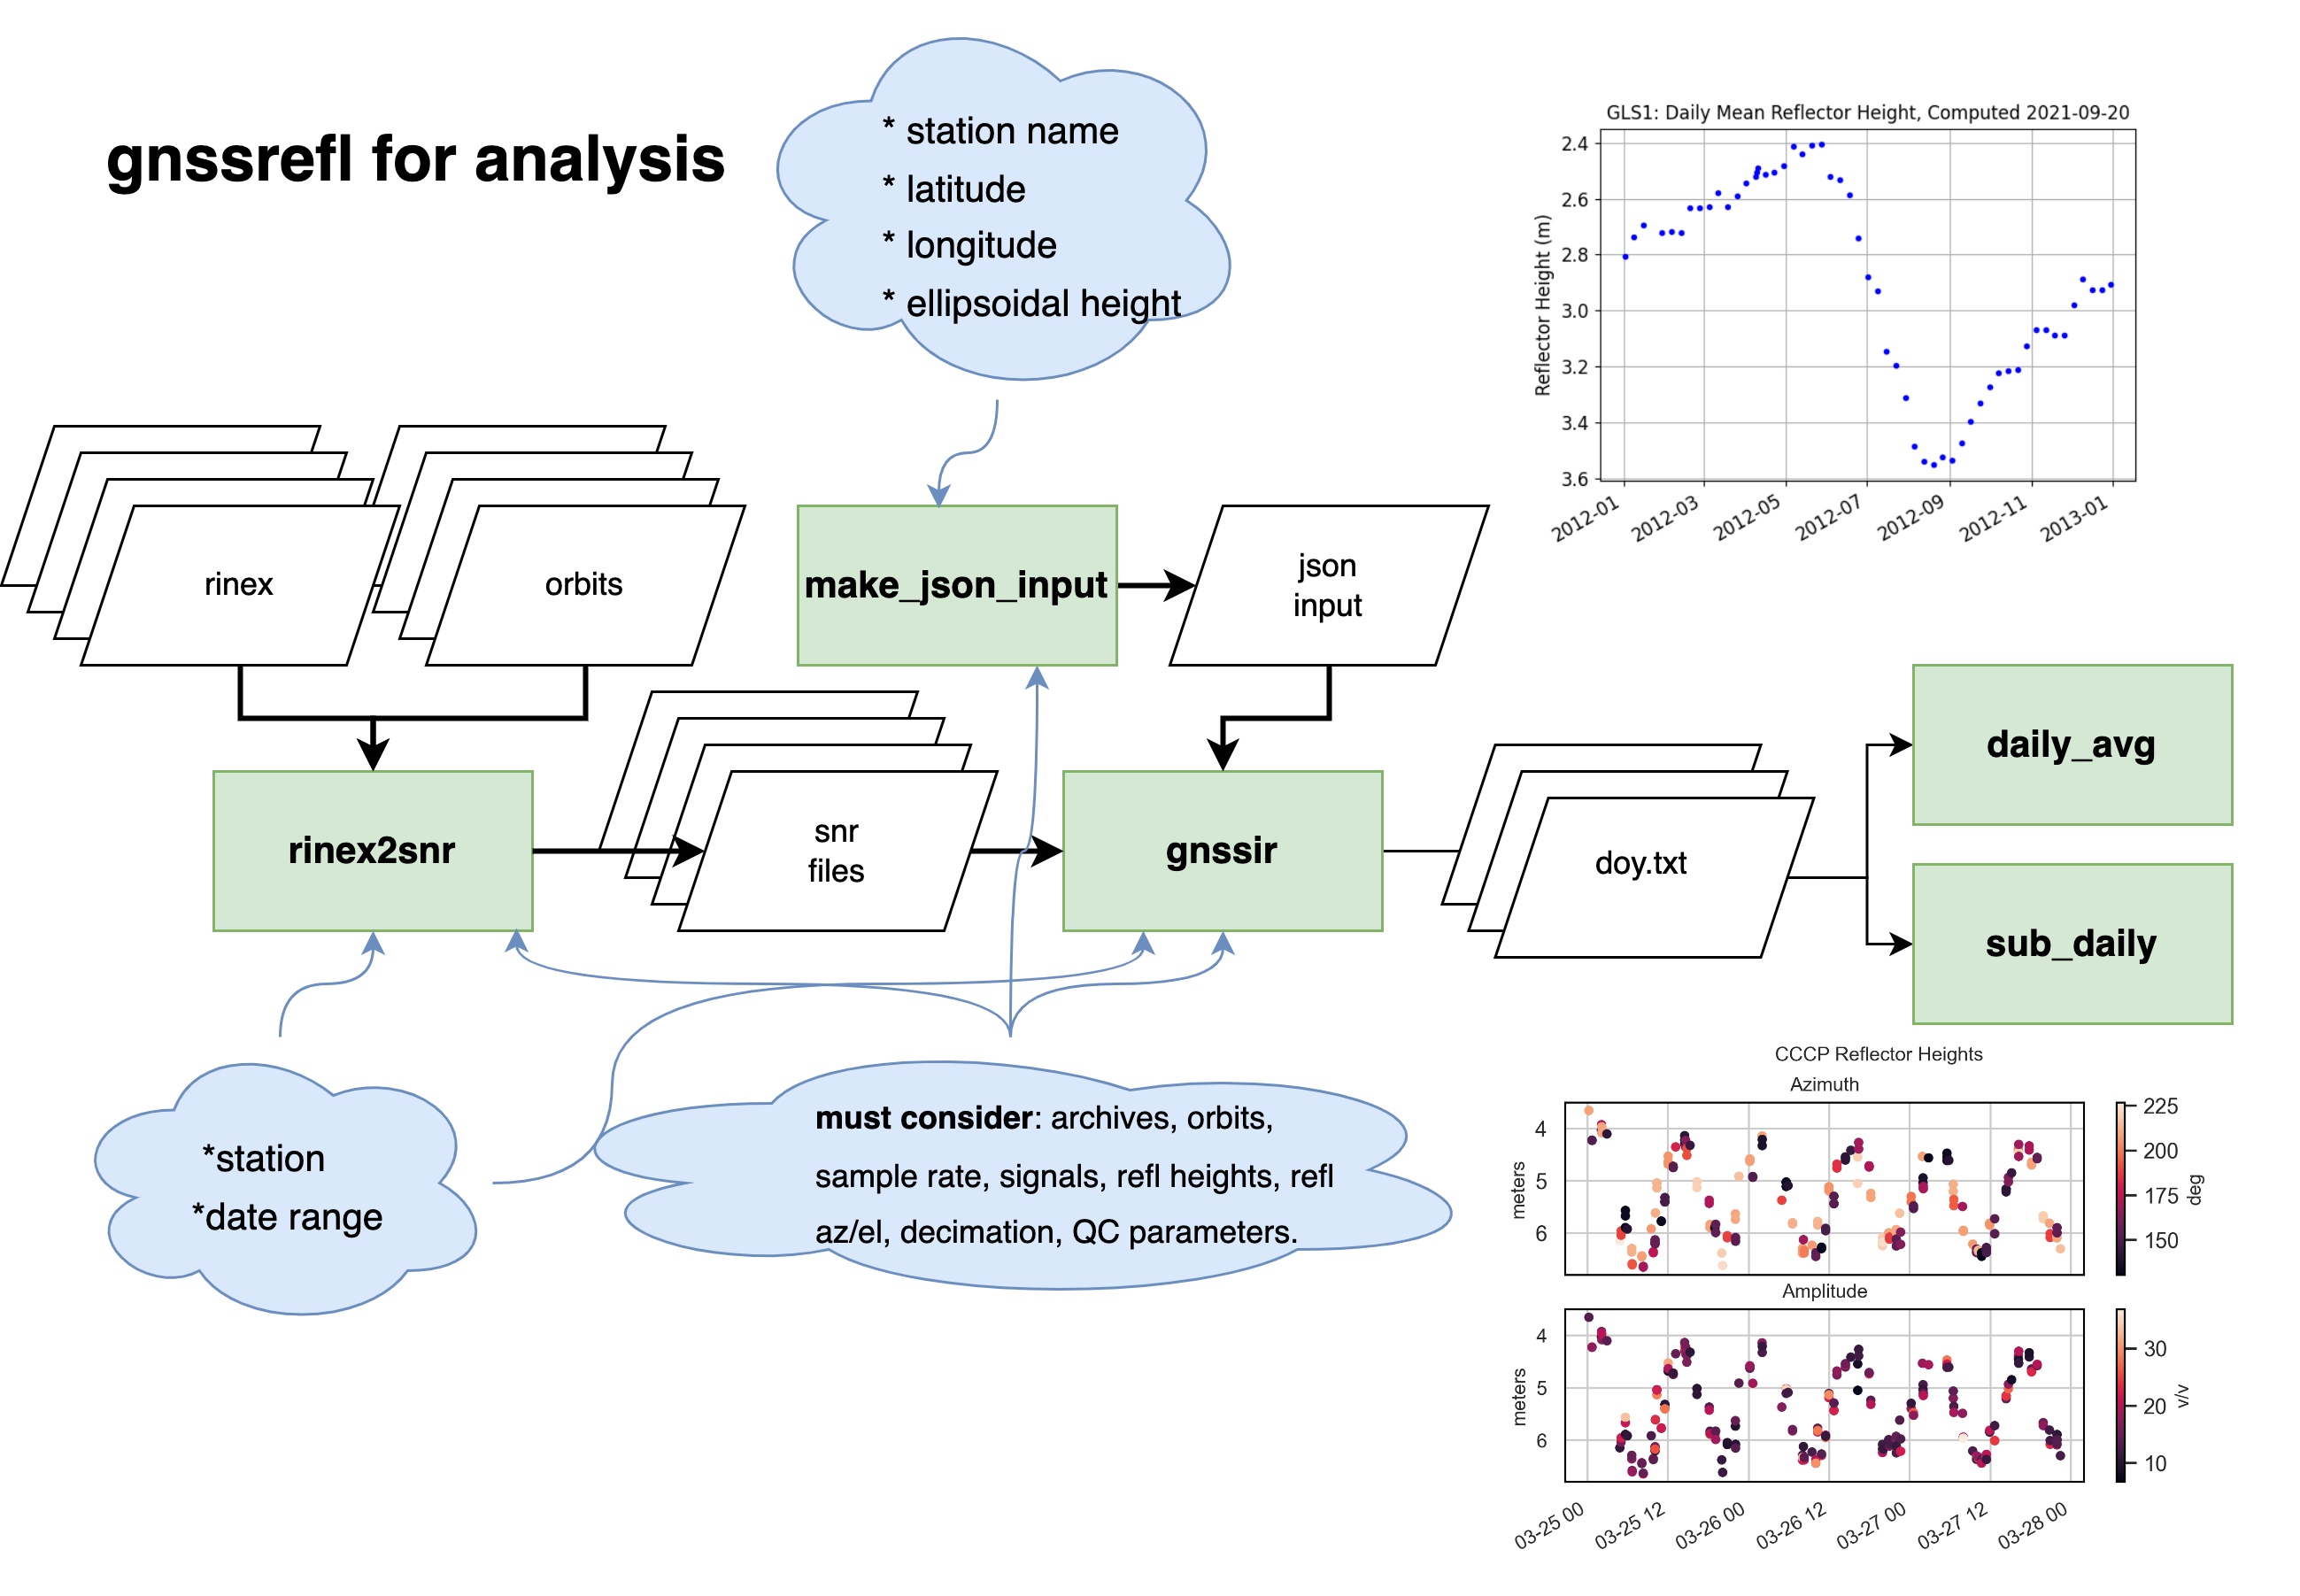 gnssrefl for analysis
* station name
* latitude
* longitude
* ellipsoidal height
GLS1: Daily Mean Reflector Height, Computed 2021-09-20
Reflector Height (m)
2.4
2.6
2.8
3.0
3.2
3.4
3.6
2012-01
2012-03
2012-05
2012-07
2012-09
2012-11
2013-01
rinex
orbits
make_json_input
json
input
rinex2snr
snr
files
gnssir
doy.txt
daily_avg
sub_daily
*station
*date range
must consider: archives, orbits,
sample rate, signals, refl heights, refl
az/el, decimation, QC parameters.
CCCP Reflector Heights
Azimuth
meters
4
5
6
225
200
175
150
deg
Amplitude
meters
4
5
6
30
20
10
v/v
03-25 00
03-25 12
03-26 00
03-26 12
03-27 00
03-27 12
03-28 00